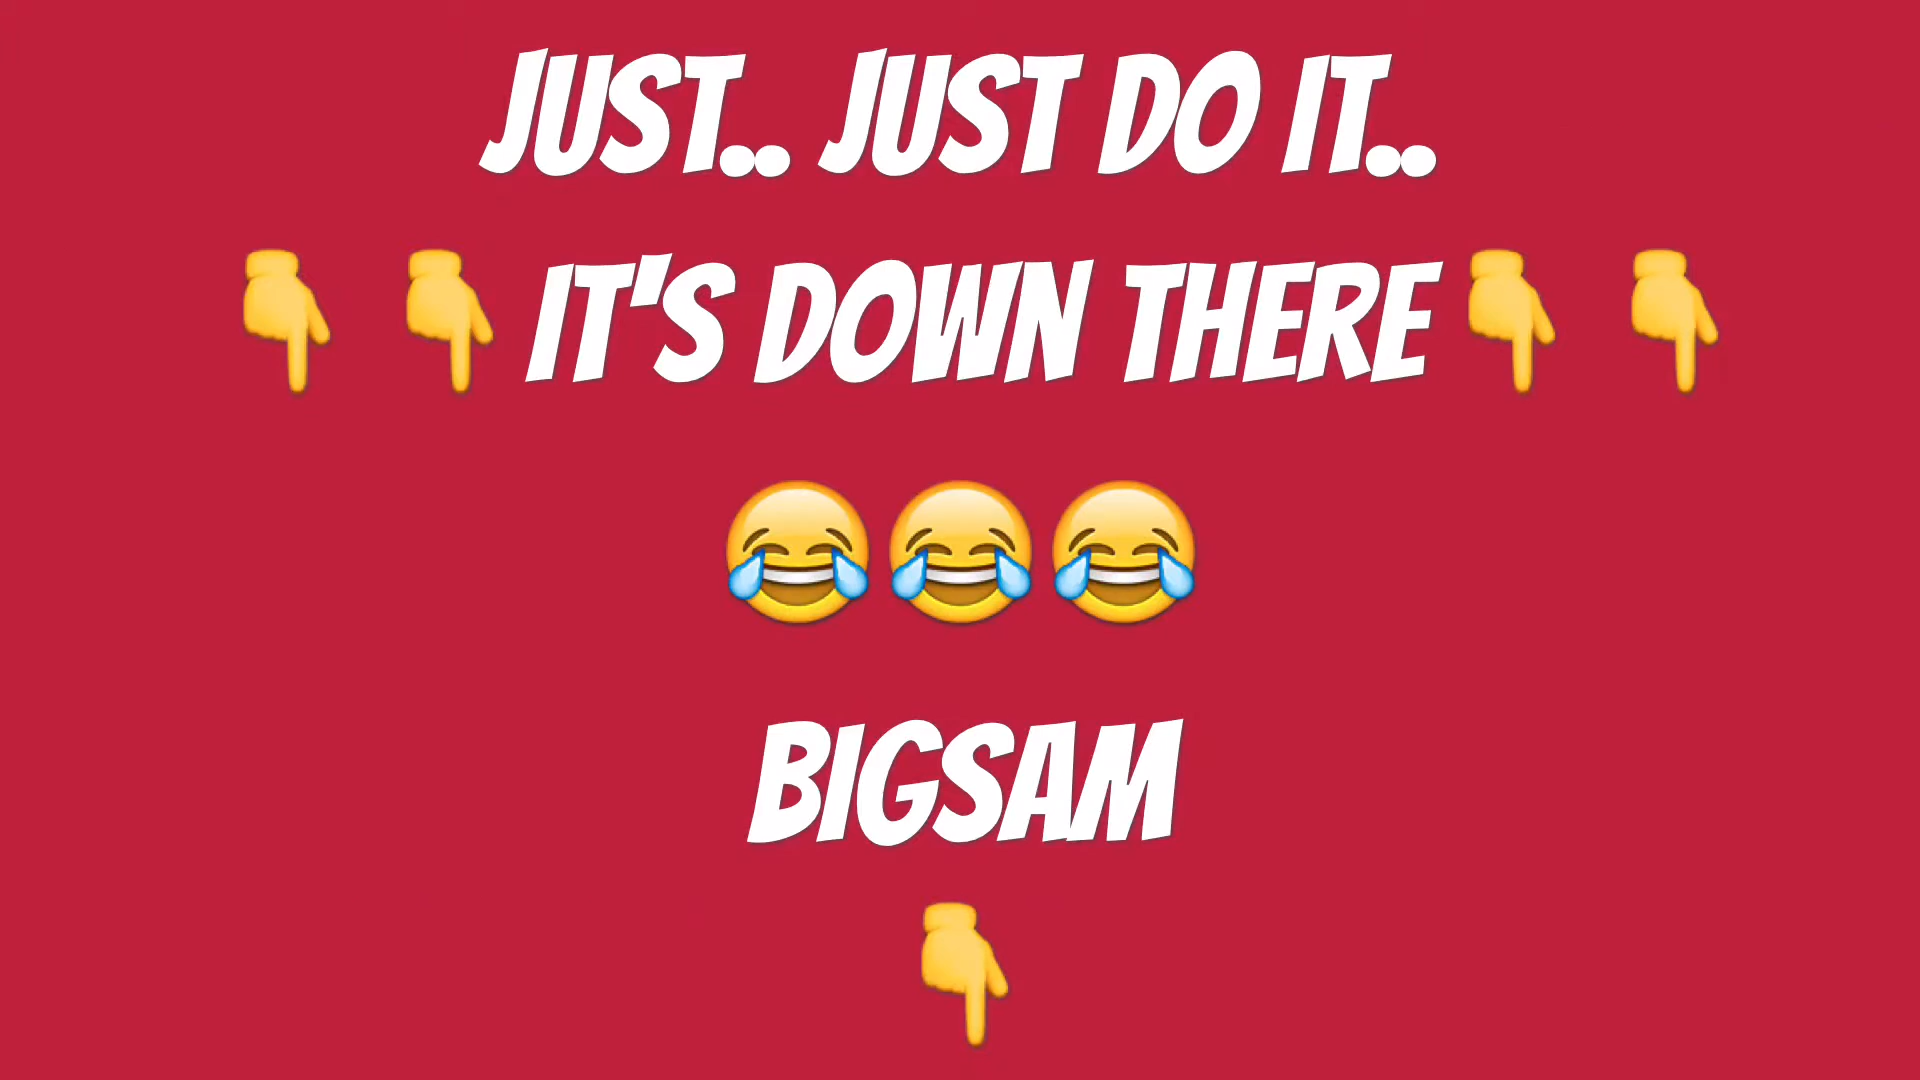 JUST.. JUST DO IT..
👇 👇 IT'S DOWN THERE 👇 👇
😂😂😂
BIGSAM
👇